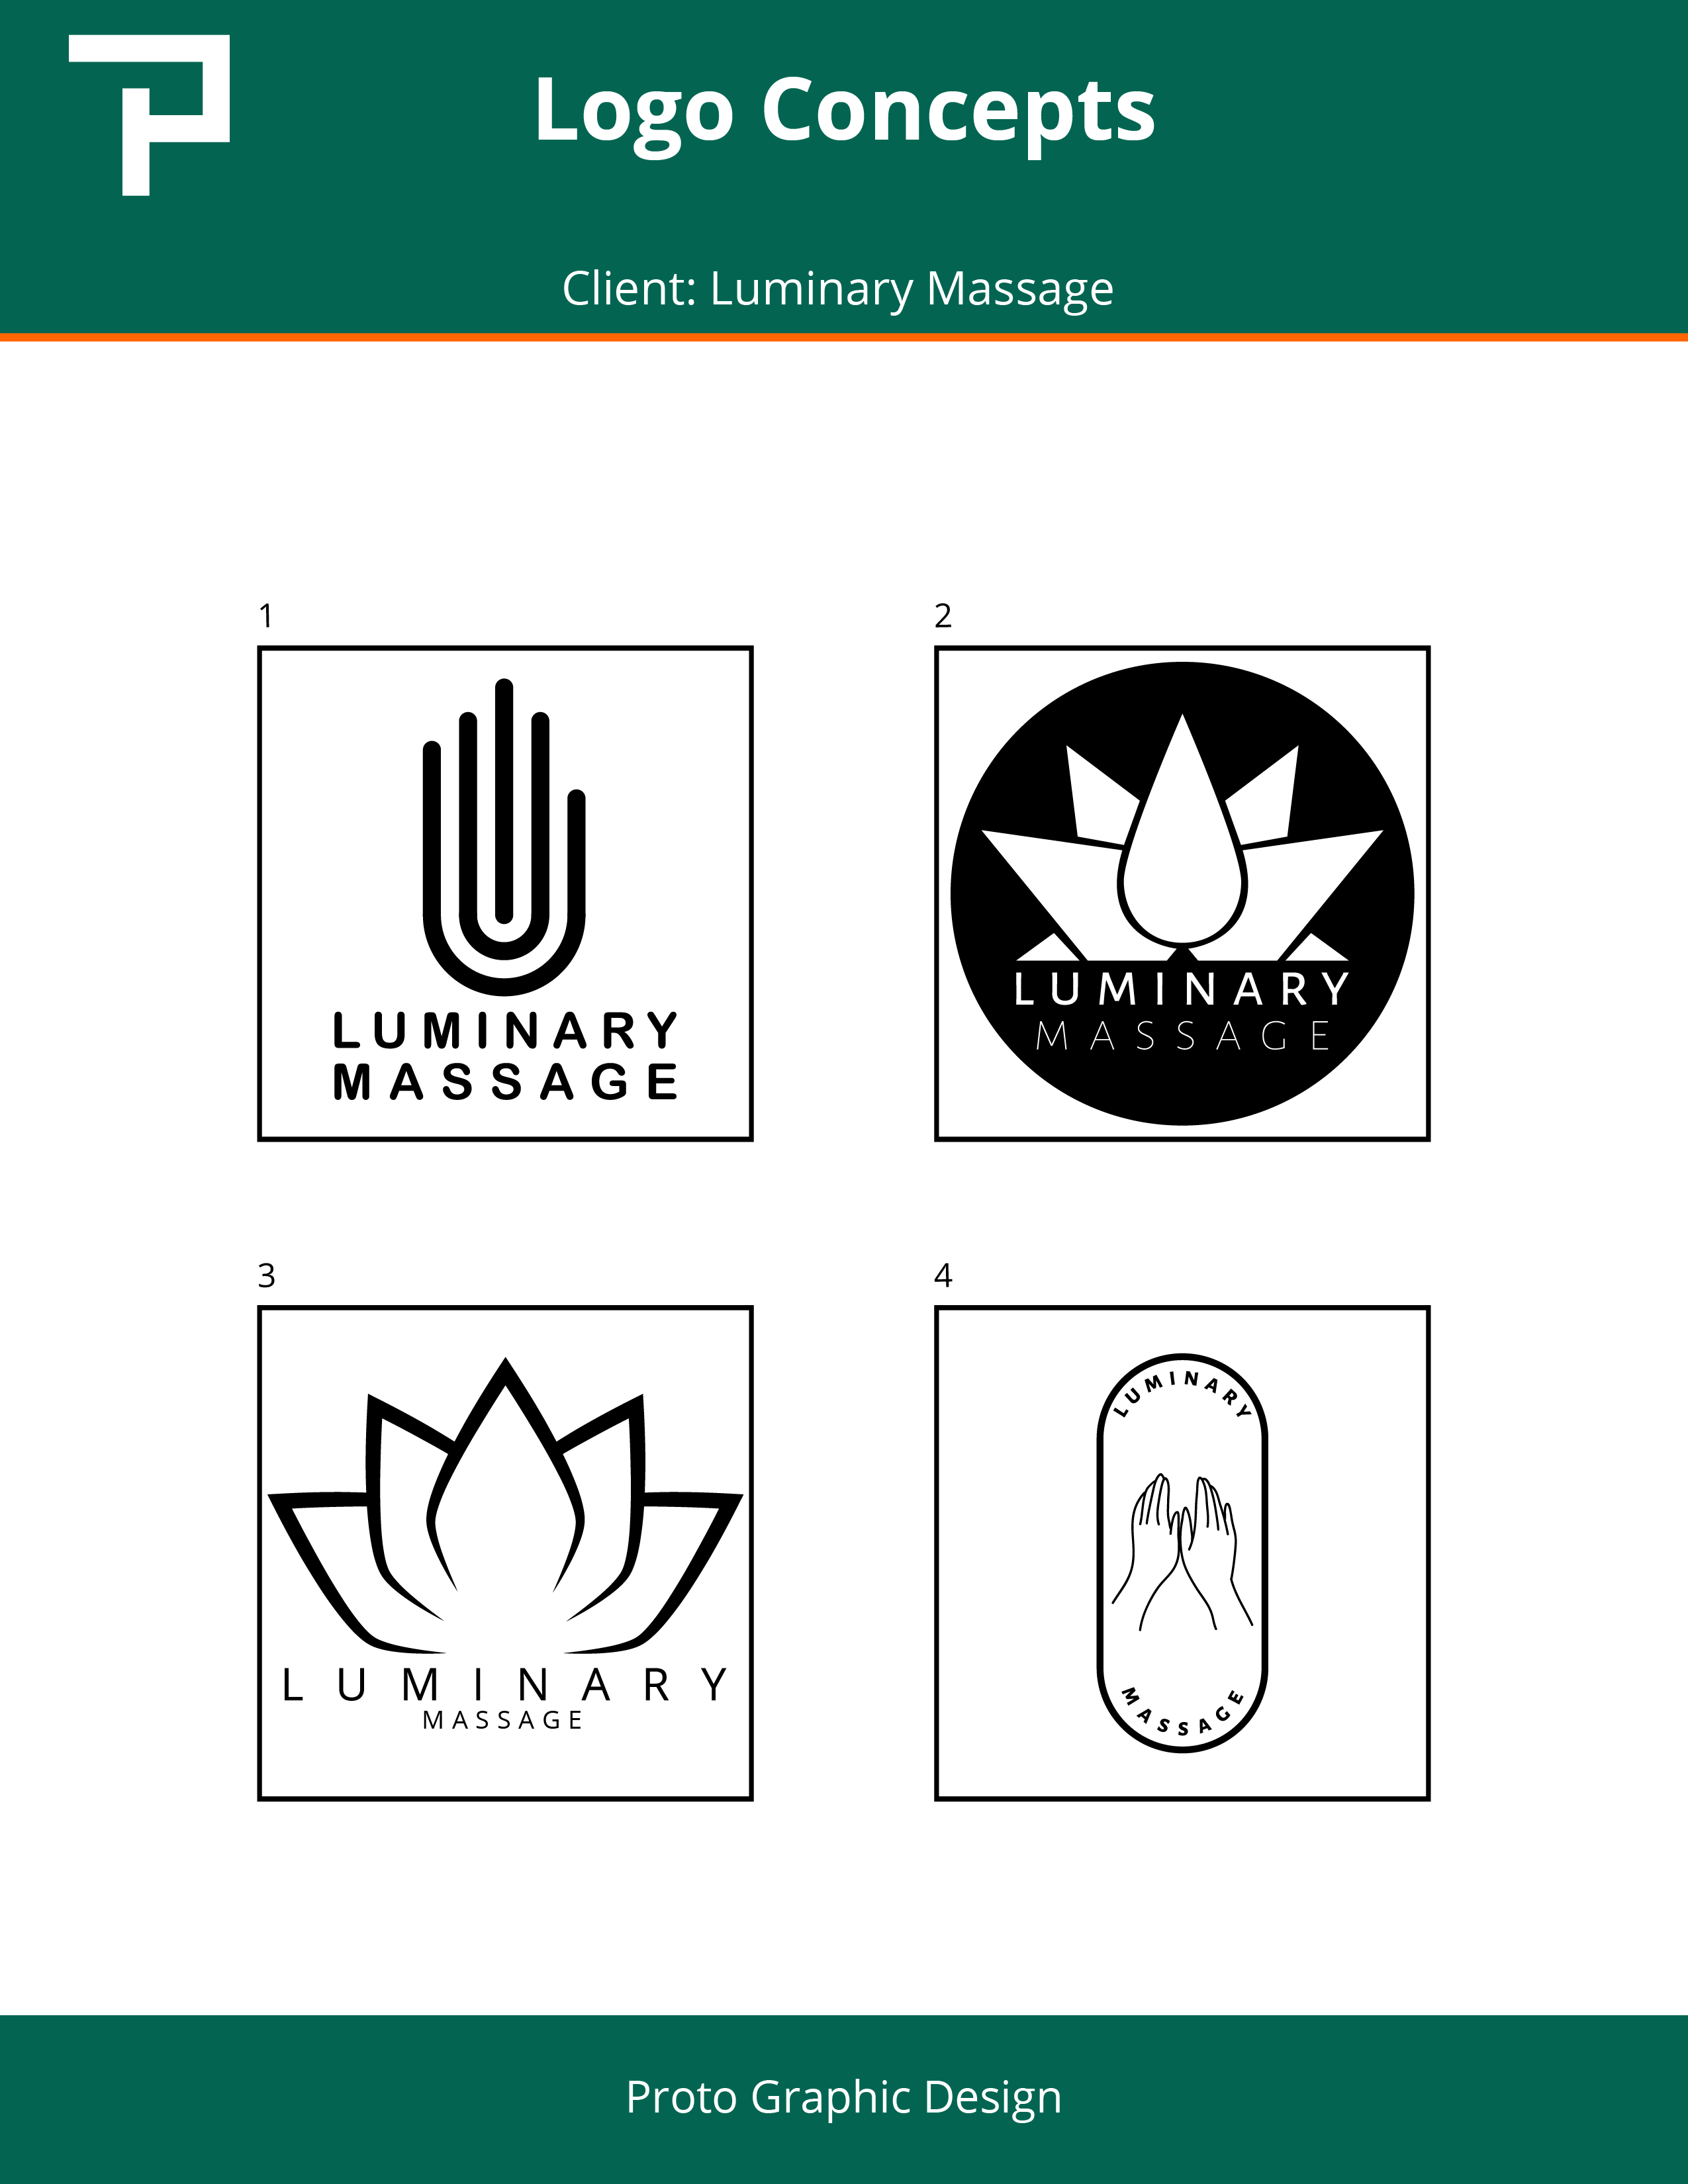 Logo Concepts
Client: Luminary Massage
1
2
LUMINARY
MASSAGE
LUMINARY
MASSAGE
3
4
LUMINARY
MASSAGE
LUMINARY
MASSAGE
Proto Graphic Design